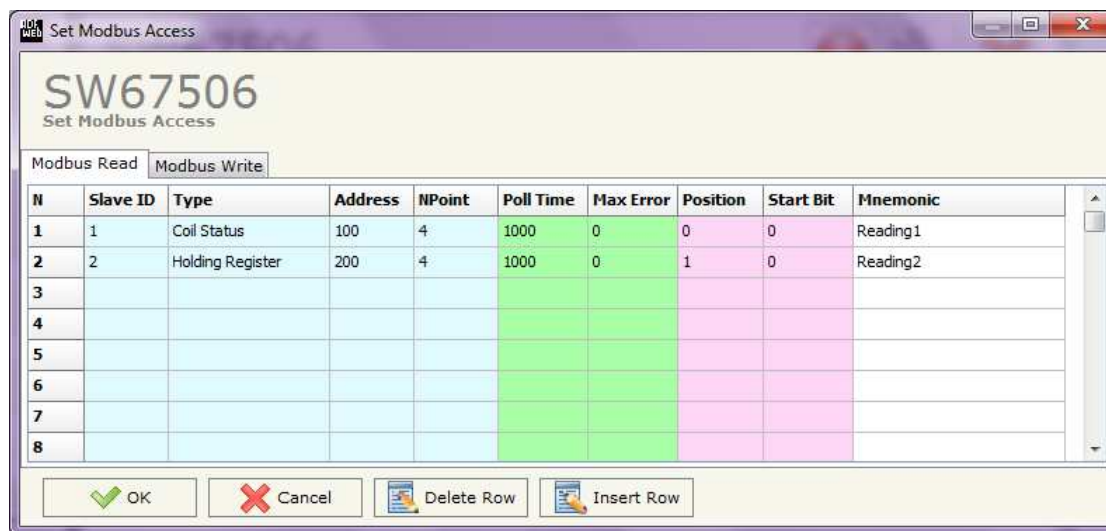 ADF WEB Set Modbus Access
SW67506
Set Modbus Access
Modbus Read Modbus Write
N Slave ID Type Address NPoint Poll Time Max Error Position Start Bit Mnemonic
1 1 Coil Status 100 4 1000 0 0 0 Reading1
2 2 Holding Register 200 4 1000 0 1 0 Reading2
3
4
5
6
7
8
OK Cancel Delete Row Insert Row